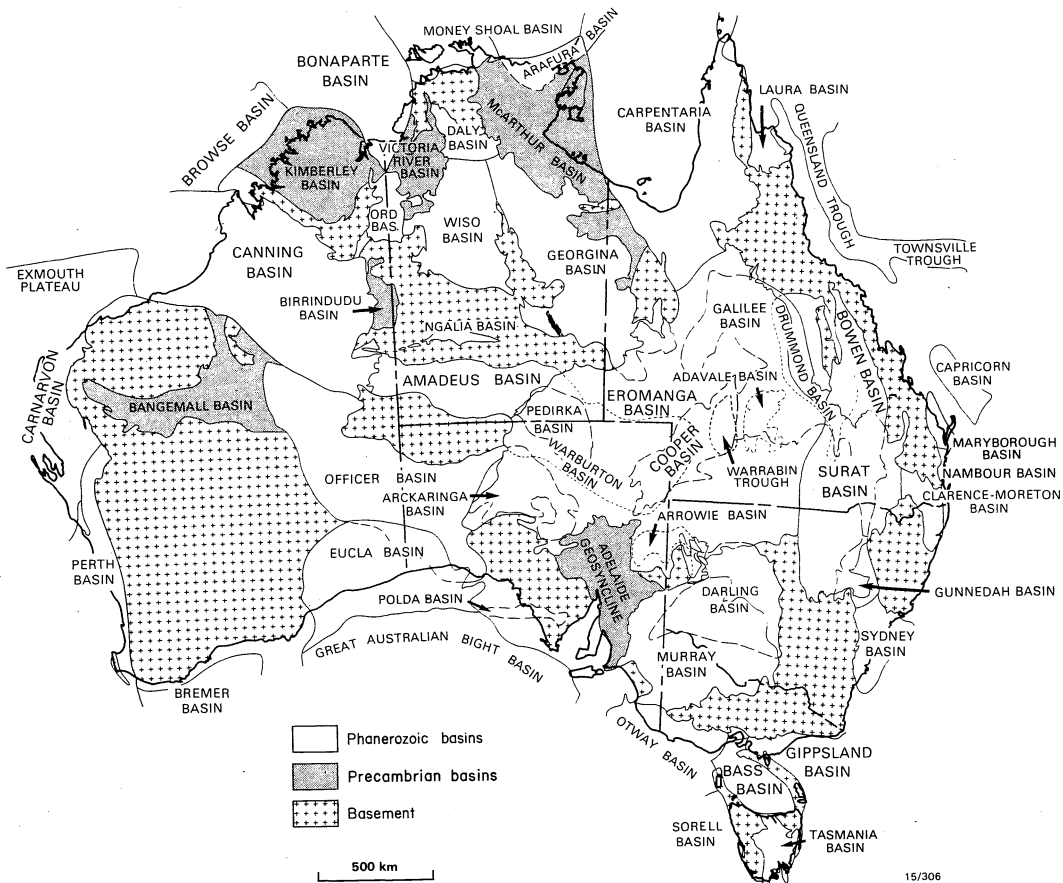 MONEY SHOAL BASIN
BONAPARTE
BASIN
ARAFURA BASIN
LAURA BASIN
CARPENTARIA
BASIN
QUEENSLAND TROUGH
BROWSE BASIN
McARTHUR BASIN
DALY
BASIN
VICTORIA
RIVER
BASIN
KIMBERLEY
BASIN
ORD
BAS.
WISO
BASIN
TOWNSVILLE
TROUGH
CANNING
BASIN
GEORGINA
BASIN
EXMOUTH
PLATEAU
BIRRINDUDU
BASIN
NGALIA BASIN
GALILEE
BASIN
DRUMMOND BASIN
BOWEN BASIN
CAPRICORN
BASIN
CARNARVON
BASIN
AMADEUS BASIN
ADAVALE BASIN
BANGEMALL BASIN
EROMANGA
BASIN
PEDIRKA
BASIN
COOPER
BASIN
MARYBOROUGH
BASIN
WARBURTON
BASIN
WARRABIN
TROUGH
SURAT
BASIN
NAMBOUR BASIN
OFFICER BASIN
CLARENCE-MORETON
BASIN
ARCKARINGA
BASIN
ARROWIE BASIN
EUCLA BASIN
PERTH
BASIN
ADELAIDE
GEOSYNCLINE
DARLING
BASIN
GUNNEDAH BASIN
POLDA BASIN
GREAT AUSTRALIAN BIGHT BASIN
SYDNEY
BASIN
MURRAY
BASIN
BREMER
BASIN
OTWAY BASIN
Phanerozoic basins
Precambrian basins
Basement
GIPPSLAND
BASIN
BASS
BASIN
SORELL
BASIN
TASMANIA
BASIN
500 km
15/306